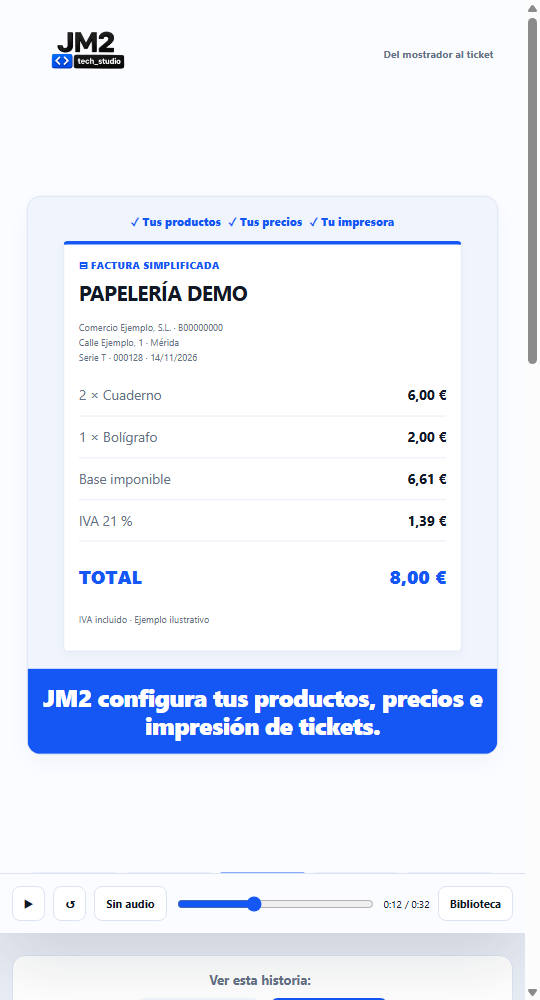 JM2
<> tech_studio
Del mostrador al ticket
✓ Tus productos ✓ Tus precios ✓ Tu impresora
FACTURA SIMPLIFICADA
PAPELERÍA DEMO
Comercio Ejemplo, S.L. · B00000000
Calle Ejemplo, 1 · Mérida
Serie T · 000128 · 14/11/2026
2 × Cuaderno 6,00 €
1 × Bolígrafo 2,00 €
Base imponible 6,61 €
IVA 21 % 1,39 €
TOTAL 8,00 €
IVA incluido · Ejemplo ilustrativo
JM2 configura tus productos, precios e
impresión de tickets.
Sin audio 0:12 / 0:32 Biblioteca
Ver esta historia: